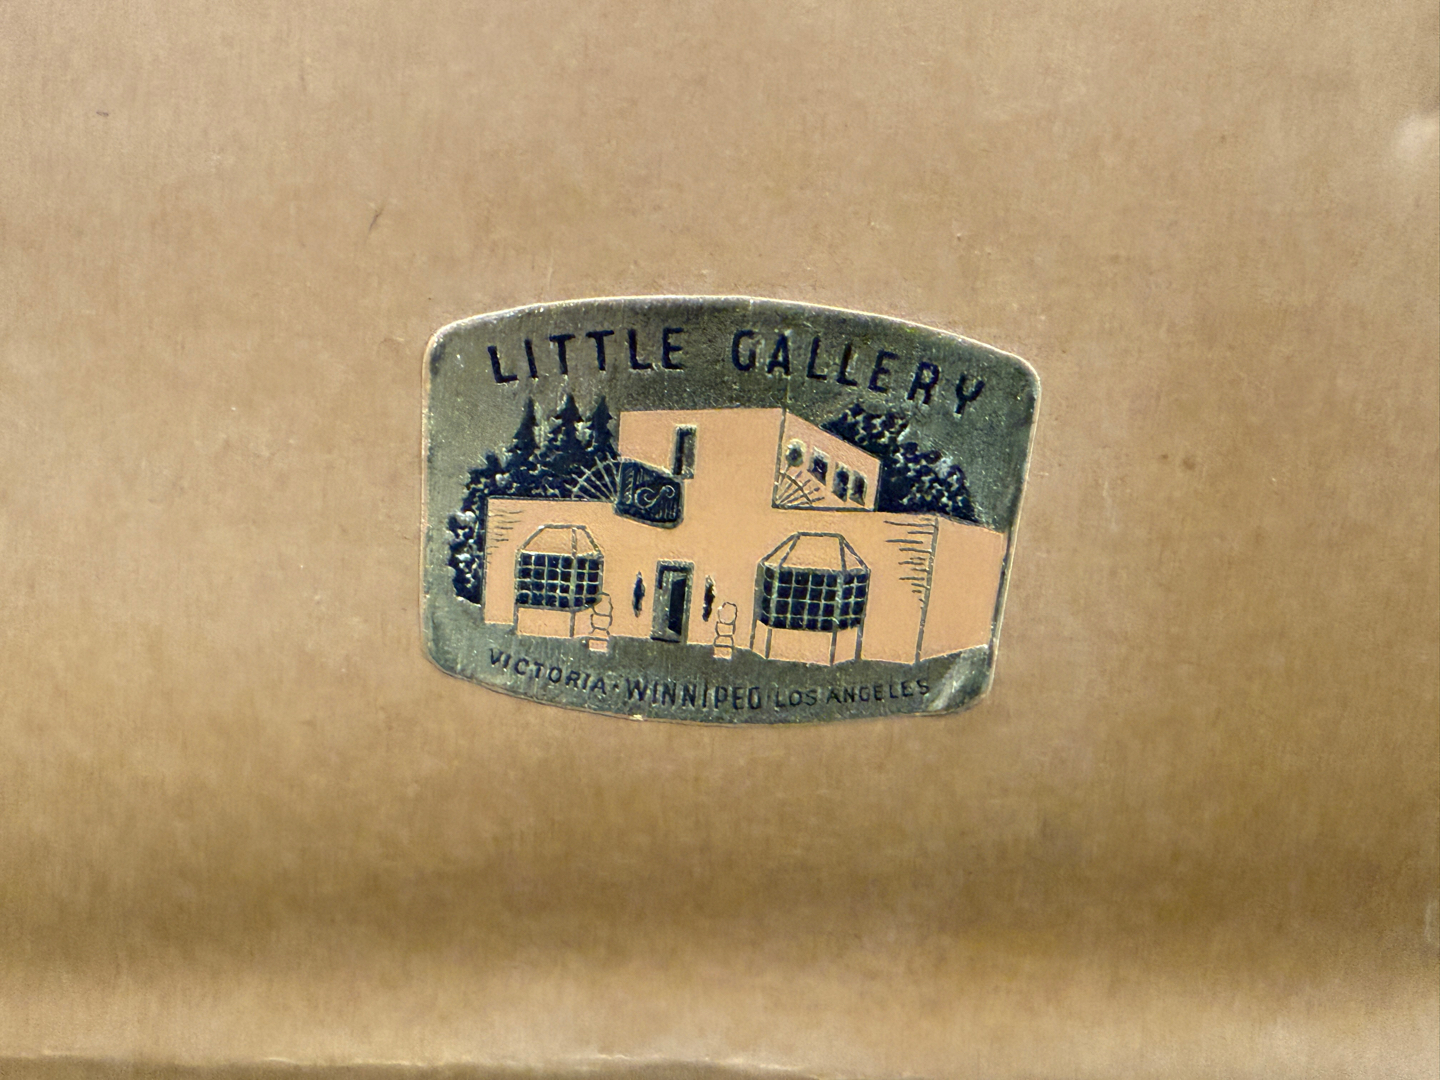 LITTLE GALLERY
VICTORIA · WINNIPEG LOS ANGELES